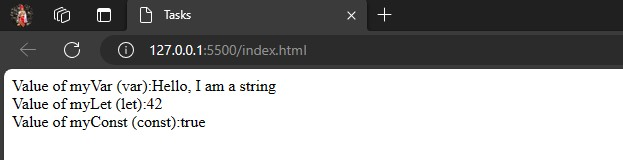 Tasks
127.0.0.1:5500/index.html
Value of myVar (var):Hello, I am a string
Value of myLet (let):42
Value of myConst (const):true